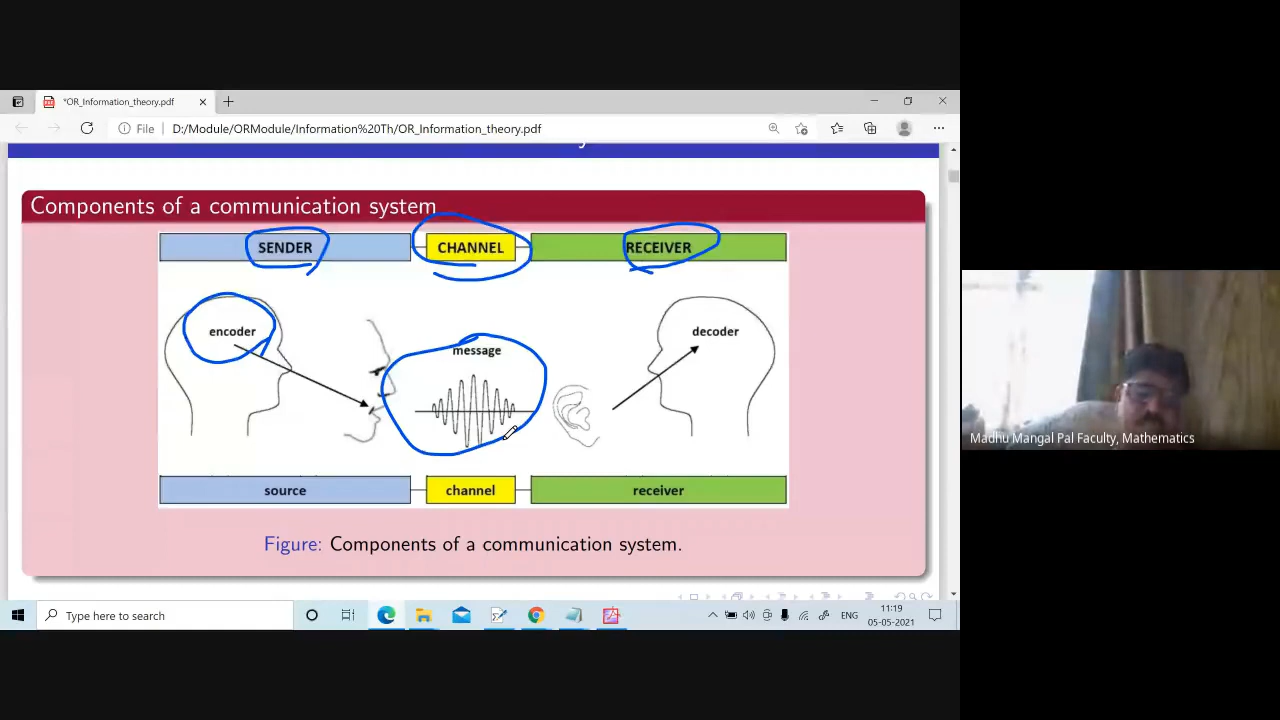 *OR_Information_theory.pdf
File
D:/Module/ORModule/Information%20Th/OR_Information_theory.pdf
Components of a communication system
SENDER
CHANNEL
RECEIVER
encoder
decoder
message
source
channel
receiver
Figure: Components of a communication system.
Madhu Mangal Pal Faculty, Mathematics
Type here to search
ENG
11:19
05-05-2021